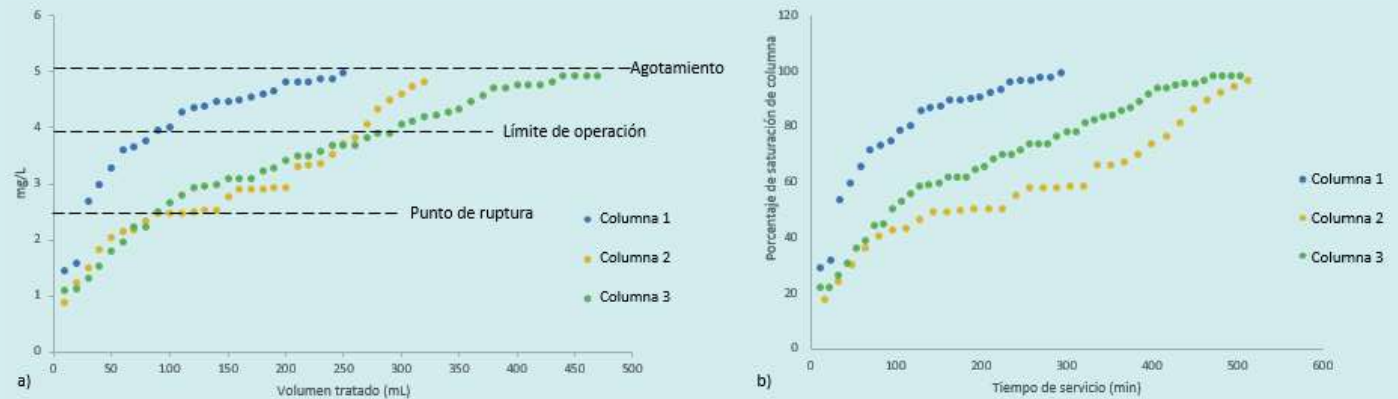 6
5
4
3
2
1
0
mg/L
0 50 100 150 200 250 300 350 400 450 500
Volumen tratado (mL)
Agotamiento
Límite de operación
Punto de ruptura
Columna 1
Columna 2
Columna 3
a)
120
100
80
60
40
20
0
Porcentaje de saturación de columna
0 100 200 300 400 500 600
Tiempo de servicio (min)
Columna 1
Columna 2
Columna 3
b)